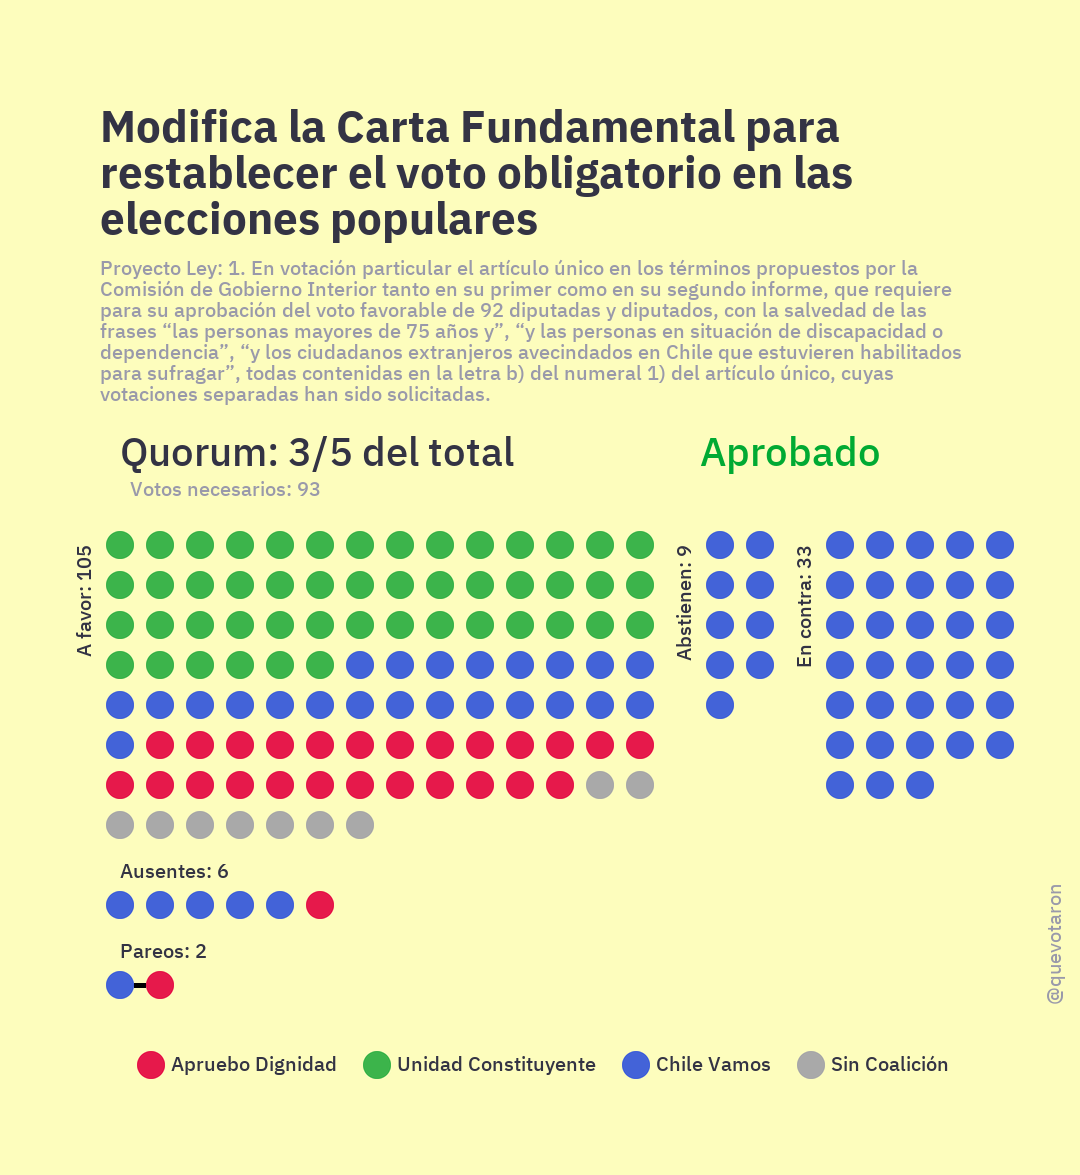 Modifica la Carta Fundamental para
restablecer el voto obligatorio en las
elecciones populares
Proyecto Ley: 1. En votación particular el artículo único en los términos propuestos por la
Comisión de Gobierno Interior tanto en su primer como en su segundo informe, que requiere
para su aprobación del voto favorable de 92 diputadas y diputados, con la salvedad de las
frases “las personas mayores de 75 años y”, “y las personas en situación de discapacidad o
dependencia”, “y los ciudadanos extranjeros avecindados en Chile que estuvieren habilitados
para sufragar”, todas contenidas en la letra b) del numeral 1) del artículo único, cuyas
votaciones separadas han sido solicitadas.
Quorum: 3/5 del total
Aprobado
Votos necesarios: 93
A favor: 105
Abstienen: 9
En contra: 33
Ausentes: 6
Pareos: 2
@quevotaron
Apruebo Dignidad
Unidad Constituyente
Chile Vamos
Sin Coalición